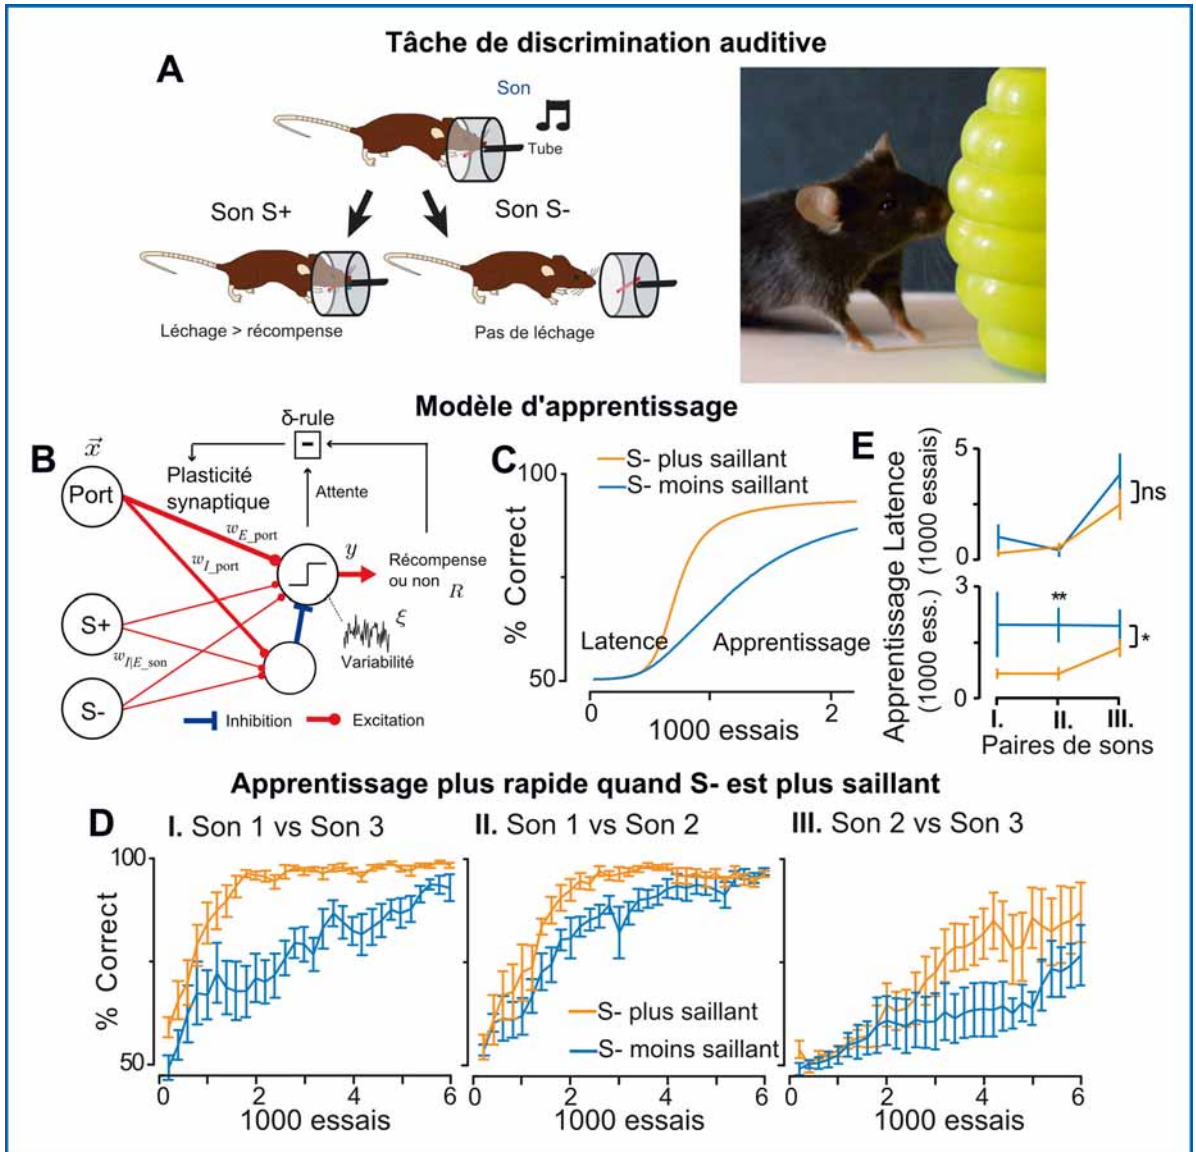 Tâche de discrimination auditive
A
Son
Tube
Son S+
Son S-
Léchage > récompense
Pas de léchage
Modèle d'apprentissage
B
x
Port
S+
S-
δ-rule
-
Plasticité
synaptique
Attente
w_E_port
w_I_port
w_I|E_son
y
Récompense
ou non R
ξ
Variabilité
Inhibition
Excitation
C
S- plus saillant
S- moins saillant
% Correct
100
50
Latence
Apprentissage
0
2
1000 essais
E
Latence
(1000 essais)
5
0
ns
Apprentissage
(1000 ess.)
3
0
**
*
I.
II.
III.
Paires de sons
Apprentissage plus rapide quand S- est plus saillant
D
I. Son 1 vs Son 3
II. Son 1 vs Son 2
III. Son 2 vs Son 3
% Correct
100
50
S- plus saillant
S- moins saillant
0 2 4 6
1000 essais
0 2 4 6
1000 essais
0 2 4 6
1000 essais